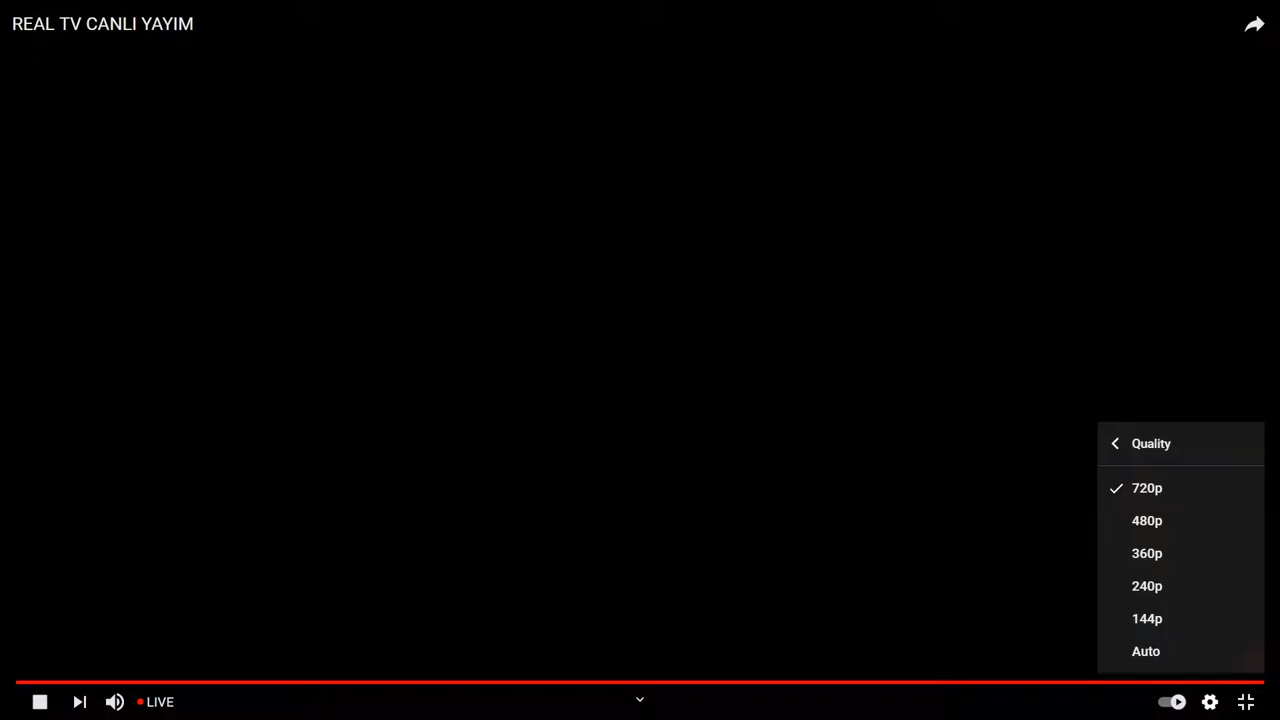 REAL TV CANLI YAYIM
Quality
720p
480p
360p
240p
144p
Auto
LIVE